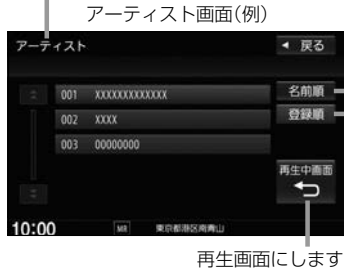 アーティスト画面(例)
アーティスト
◄ 戻る
001 XXXXXXXXXXXXX
002 XXXX
003 OOOOOOOO
名前順
登録順
再生中画面
10:00
MR
東京都港区南青山
再生画面にします